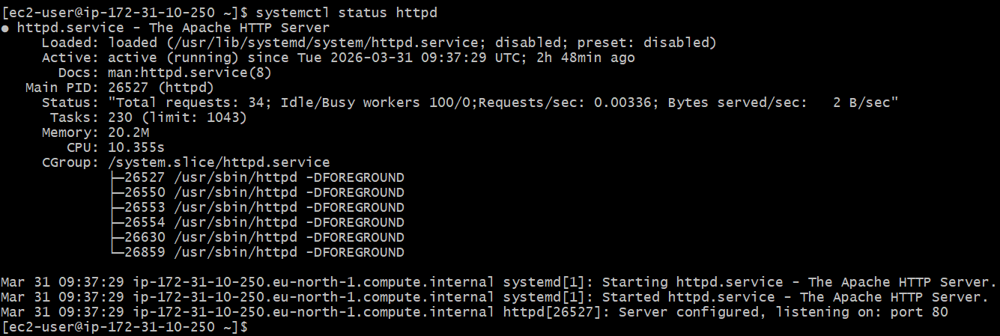 [ec2-user@ip-172-31-10-250 ~]$ systemctl status httpd
● httpd.service - The Apache HTTP Server
     Loaded: loaded (/usr/lib/systemd/system/httpd.service; disabled; preset: disabled)
     Active: active (running) since Tue 2026-03-31 09:37:29 UTC; 2h 48min ago
       Docs: man:httpd.service(8)
   Main PID: 26527 (httpd)
     Status: "Total requests: 34; Idle/Busy workers 100/0;Requests/sec: 0.00336; Bytes served/sec:   2 B/sec"
      Tasks: 230 (limit: 1043)
     Memory: 20.2M
        CPU: 10.355s
     CGroup: /system.slice/httpd.service
             ├─26527 /usr/sbin/httpd -DFOREGROUND
             ├─26550 /usr/sbin/httpd -DFOREGROUND
             ├─26553 /usr/sbin/httpd -DFOREGROUND
             ├─26554 /usr/sbin/httpd -DFOREGROUND
             ├─26630 /usr/sbin/httpd -DFOREGROUND
             └─26859 /usr/sbin/httpd -DFOREGROUND

Mar 31 09:37:29 ip-172-31-10-250.eu-north-1.compute.internal systemd[1]: Starting httpd.service - The Apache HTTP Server.
Mar 31 09:37:29 ip-172-31-10-250.eu-north-1.compute.internal systemd[1]: Started httpd.service - The Apache HTTP Server.
Mar 31 09:37:29 ip-172-31-10-250.eu-north-1.compute.internal httpd[26527]: Server configured, listening on: port 80
[ec2-user@ip-172-31-10-250 ~]$